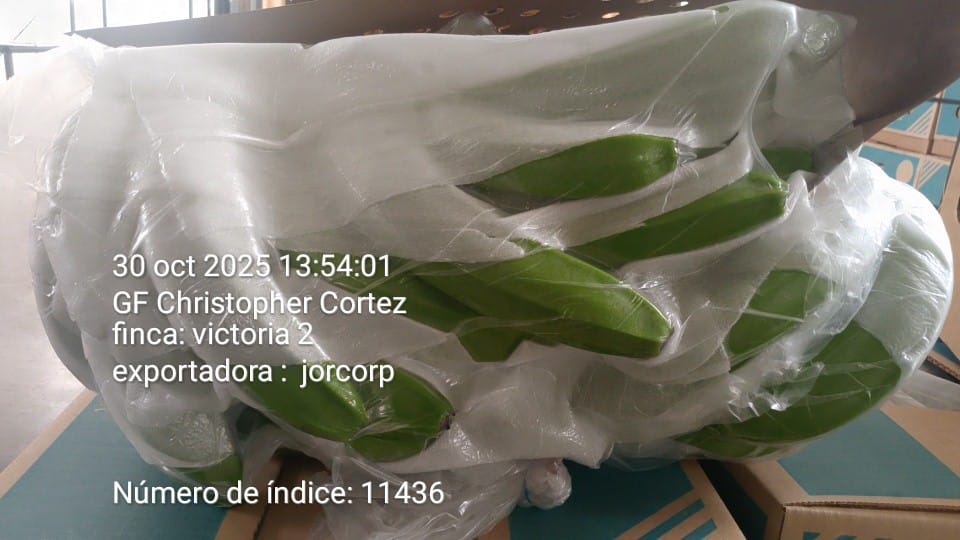 30 oct 2025 13:54:01
GF Christopher Cortez
finca: victoria 2
exportadora : jorcorp
Número de índice: 11436